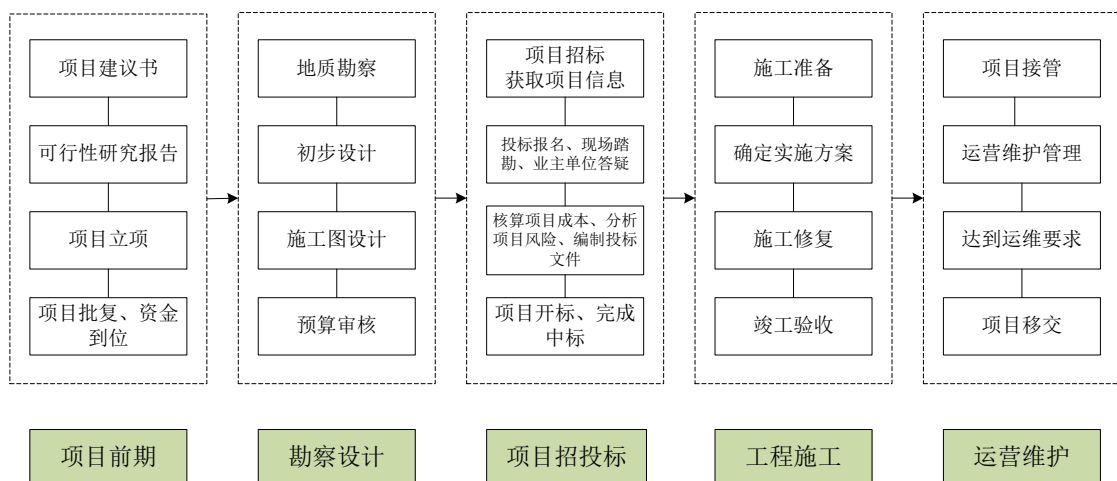 项目建议书
可行性研究报告
项目立项
项目批复、资金
到位
地质勘察
初步设计
施工图设计
预算审核
项目招标
获取项目信息
投标报名、现场踏
勘、业主单位答疑
核算项目成本、分析
项目风险、编制投标
文件
项目开标、完成
中标
施工准备
确定实施方案
施工修复
竣工验收
项目接管
运营维护管理
达到运维要求
项目移交
项目前期
勘察设计
项目招投标
工程施工
运营维护